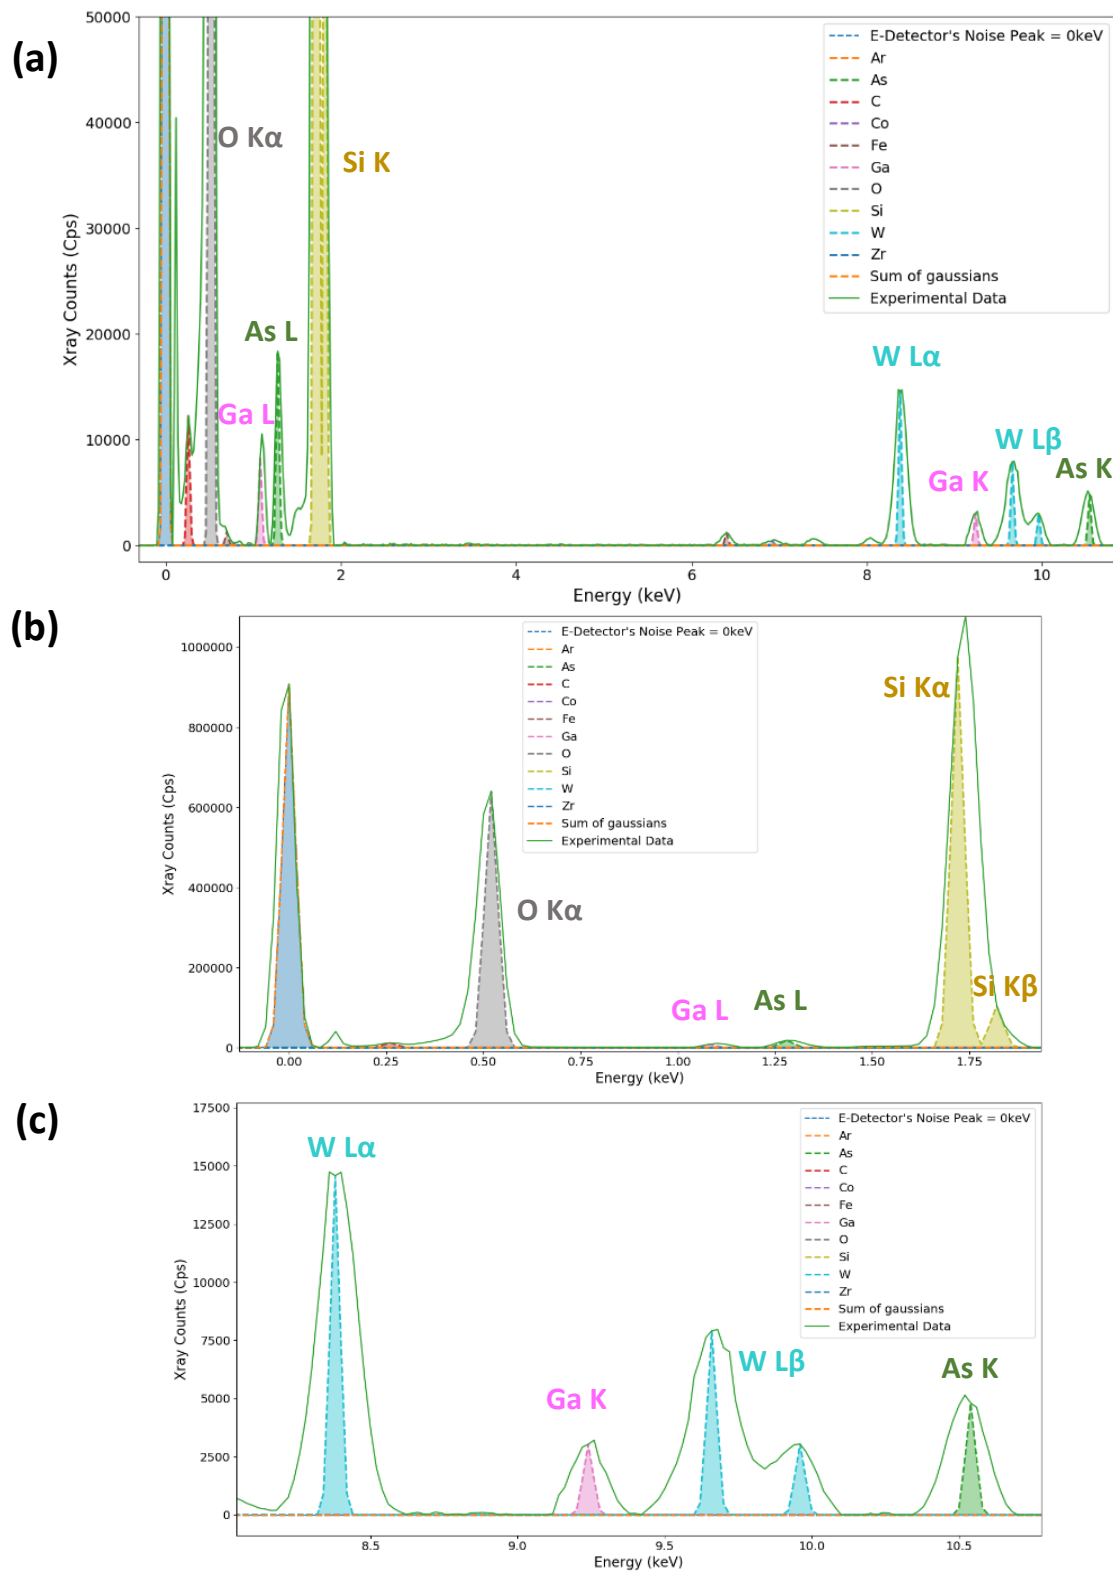 (a)
50000
40000
30000
20000
10000
0
Xray Counts (Cps)
0 2 4 6 8 10
Energy (keV)
O Kα
Si K
As L
Ga L
W Lα
W Lβ
Ga K
As K
E-Detector's Noise Peak = 0keV
Ar
As
C
Co
Fe
Ga
O
Si
W
Zr
Sum of gaussians
Experimental Data
(b)
1000000
800000
600000
400000
200000
0
Xray Counts (Cps)
0.00 0.25 0.50 0.75 1.00 1.25 1.50 1.75
Energy (keV)
O Kα
Ga L
As L
Si Kα
Si Kβ
E-Detector's Noise Peak = 0keV
Ar
As
C
Co
Fe
Ga
O
Si
W
Zr
Sum of gaussians
Experimental Data
(c)
17500
15000
12500
10000
7500
5000
2500
0
Xray Counts (Cps)
8.5 9.0 9.5 10.0 10.5
Energy (keV)
W Lα
Ga K
W Lβ
As K
E-Detector's Noise Peak = 0keV
Ar
As
C
Co
Fe
Ga
O
Si
W
Zr
Sum of gaussians
Experimental Data